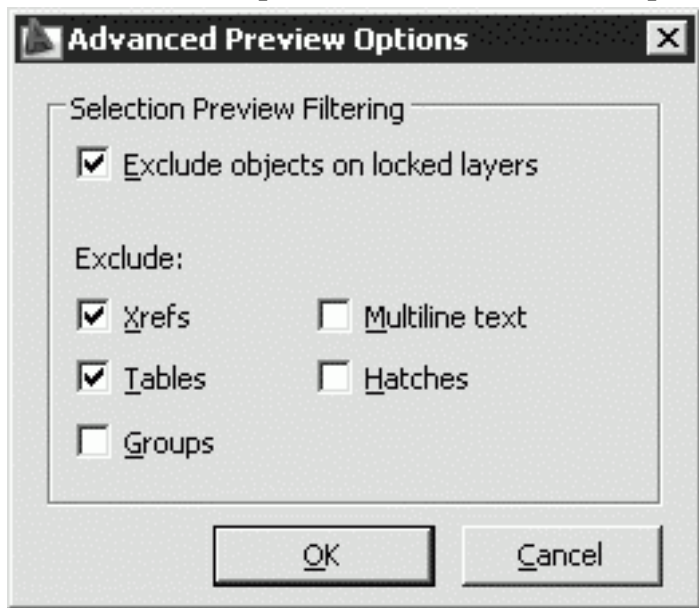 Advanced Preview Options
Selection Preview Filtering
Exclude objects on locked layers
Exclude:
Xrefs
Multiline text
Tables
Hatches
Groups
OK
Cancel